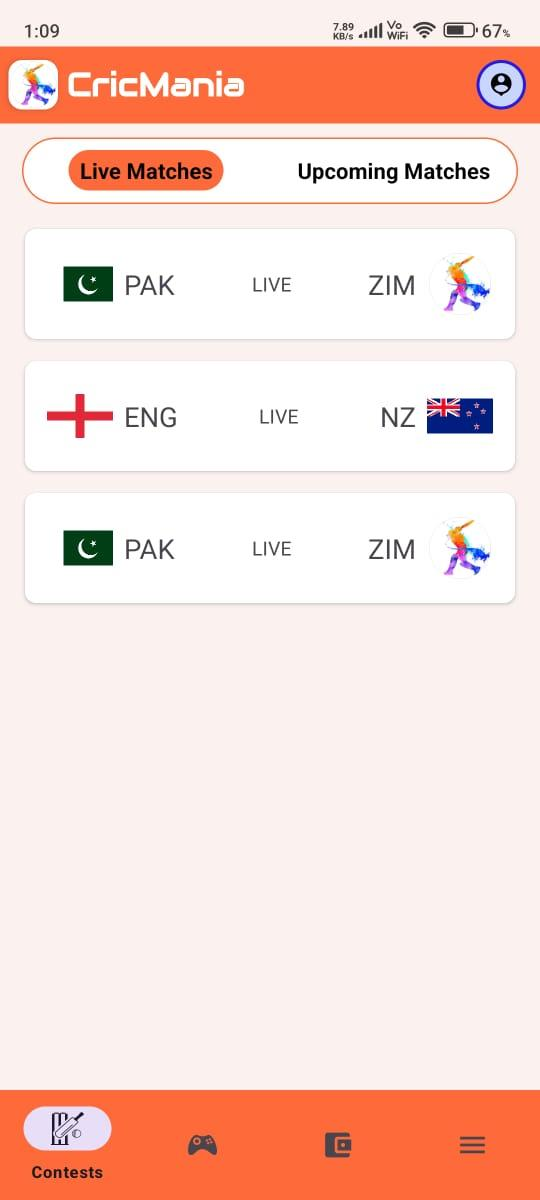 1:09
7.89 KB/s Vo WiFi 67%
CricMania
Live Matches Upcoming Matches
PAK LIVE ZIM
ENG LIVE NZ
PAK LIVE ZIM
Contests